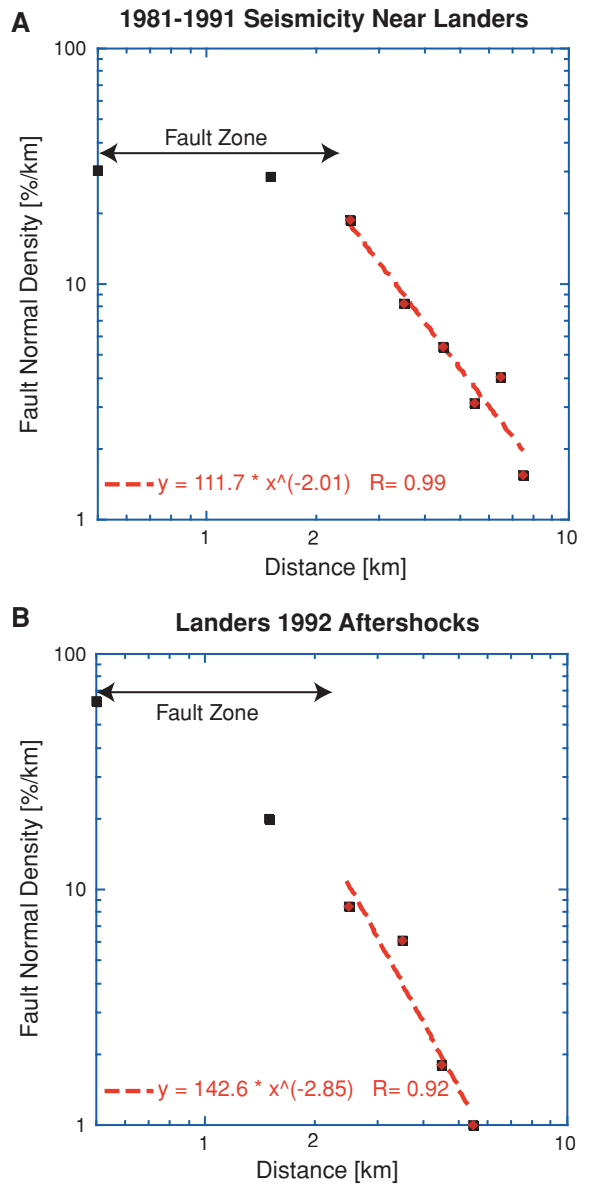 A
1981-1991 Seismicity Near Landers
100
Fault Zone
Fault Normal Density [%/km]
10
y = 111.7 * x^(-2.01) R= 0.99
1
1
2
10
Distance [km]
B
Landers 1992 Aftershocks
100
Fault Zone
Fault Normal Density [%/km]
10
y = 142.6 * x^(-2.85) R= 0.92
1
1
2
10
Distance [km]